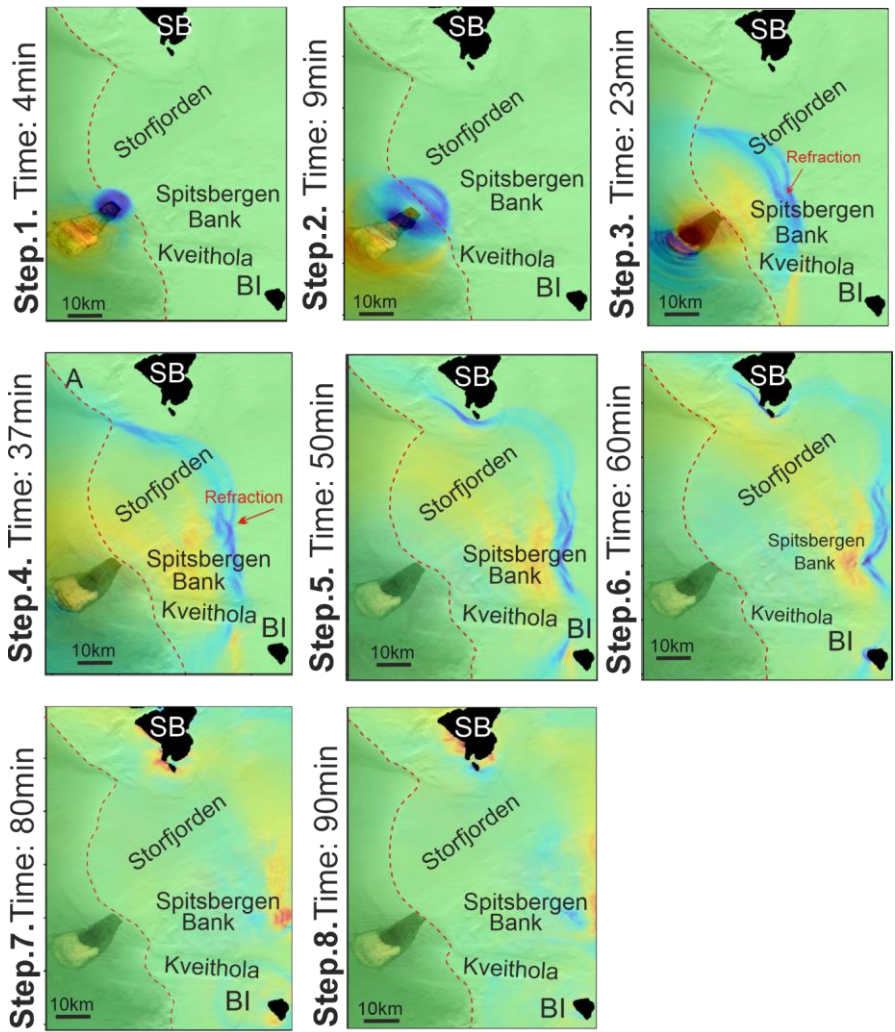 Step.1. Time: 4min
SB
Storfjorden
Spitsbergen
Bank
Kveithola
BI
10km
Step.2. Time: 9min
SB
Storfjorden
Spitsbergen
Bank
Kveithola
BI
10km
Step.3. Time: 23min
SB
Storfjorden
Refraction
Spitsbergen
Bank
Kveithola
BI
10km
Step.4. Time: 37min
A
SB
Storfjorden
Refraction
Spitsbergen
Bank
Kveithola
BI
10km
Step.5. Time: 50min
SB
Storfjorden
Spitsbergen
Bank
Kveithola
BI
10km
Step.6. Time: 60min
SB
Storfjorden
Spitsbergen
Bank
Kveithola
BI
10km
Step.7. Time: 80min
SB
Storfjorden
Spitsbergen
Bank
Kveithola
BI
10km
Step.8. Time: 90min
SB
Storfjorden
Spitsbergen
Bank
Kveithola
BI
10km